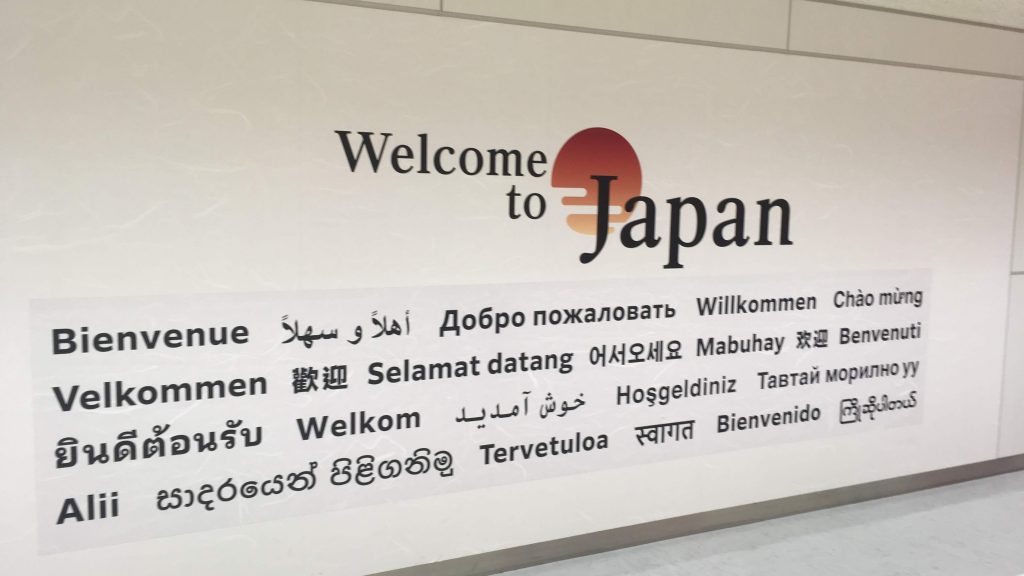 Welcome
to Japan
Bienvenue أهلاً و سهلاً Добро пожаловать Willkommen Chào mừng
Velkommen 歡迎 Selamat datang 어서오세요 Mabuhay 欢迎 Benvenuti
ยินดีต้อนรับ Welkom خوش آمدید Hoşgeldiniz Тавтай морилно уу
Alii සාදරයෙන් පිළිගනිමු Tervetuloa स्वागत Bienvenido ကြိုဆိုပါတယ်